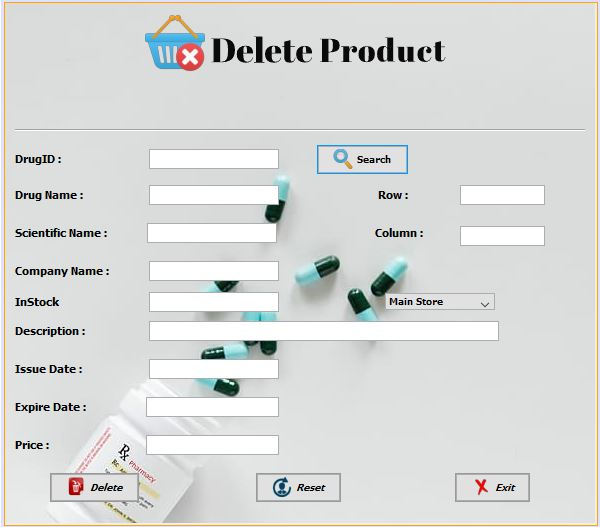 Delete Product
DrugID :
Search
Drug Name :
Row :
Scientific Name :
Column :
Company Name :
InStock
Main Store
Description :
Issue Date :
Expire Date :
Price :
Rx
Pharmacy
Delete
Reset
Exit